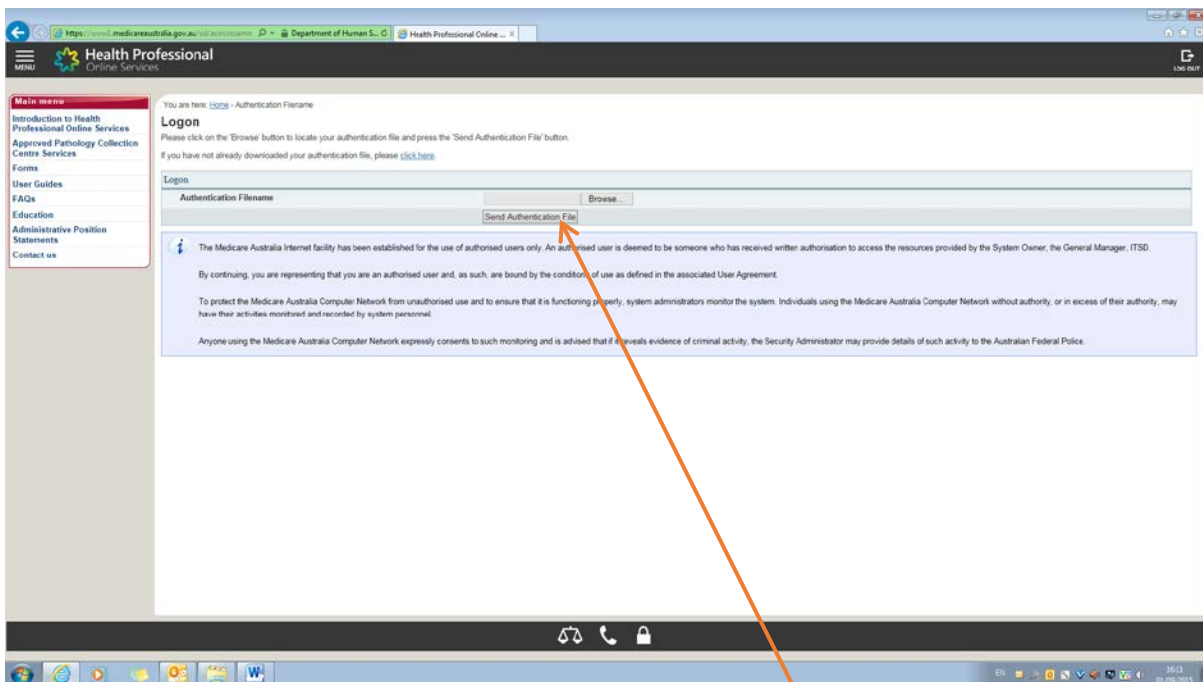 https://www1.medicareaustralia.gov.au/ssl/
Department of Human S...
Health Professional Online ...
MENU
Health Professional
Online Services
LOG OUT
Main menu
Introduction to Health
Professional Online Services
Approved Pathology Collection
Centre Services
Forms
User Guides
FAQs
Education
Administrative Position
Statements
Contact us
You are here: Home - Authentication Filename
Logon
Please click on the 'Browse' button to locate your authentication file and press the 'Send Authentication File' button.
If you have not already downloaded your authentication file, please click here.
Logon
Authentication Filename
Browse...
Send Authentication File
The Medicare Australia Internet facility has been established for the use of authorised users only. An authorised user is deemed to be someone who has received written authorisation to access the resources provided by the System Owner, the General Manager, ITSD.
By continuing, you are representing that you are an authorised user and, as such, are bound by the conditions of use as defined in the associated User Agreement.
To protect the Medicare Australia Computer Network from unauthorised use and to ensure that it is functioning properly, system administrators monitor the system. Individuals using the Medicare Australia Computer Network without authority, or in excess of their authority, may
have their activities monitored and recorded by system personnel.
Anyone using the Medicare Australia Computer Network expressly consents to such monitoring and is advised that if it reveals evidence of criminal activity, the Security Administrator may provide details of such activity to the Australian Federal Police.
EN
16:11
01/09/2015